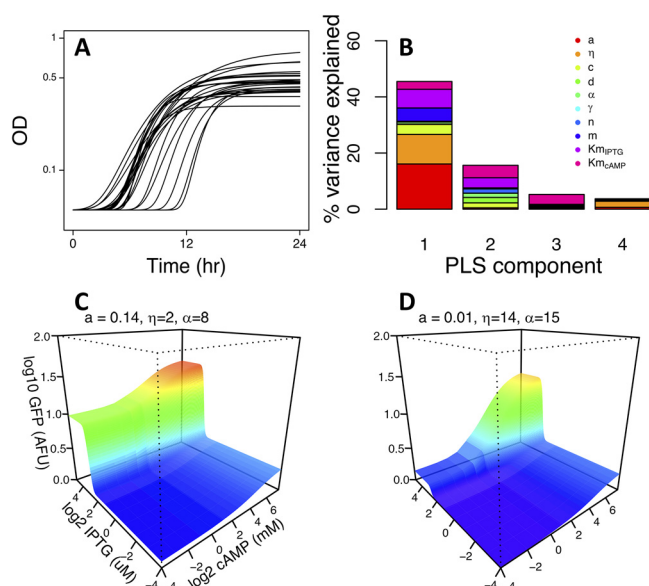 A
OD
1
0.5
0.1
0
12
24
Time (hr)
B
% variance explained
60
40
20
0
a
η
c
d
α
γ
n
m
Km_IPTG
Km_cAMP
1 2 3 4
PLS component
C
a = 0.14, η=2, α=8
log10 GFP (AFU)
2.0
1.5
1.0
0.5
0.0
4
2
0
−2
−4
log2 IPTG (uM)
−4
−2
0
2
4
6
log2 cAMP (mM)
D
a = 0.01, η=14, α=15
2.0
1.5
1.0
0.5
0.0
4
2
0
−2
−4
−2
0
2
4
6